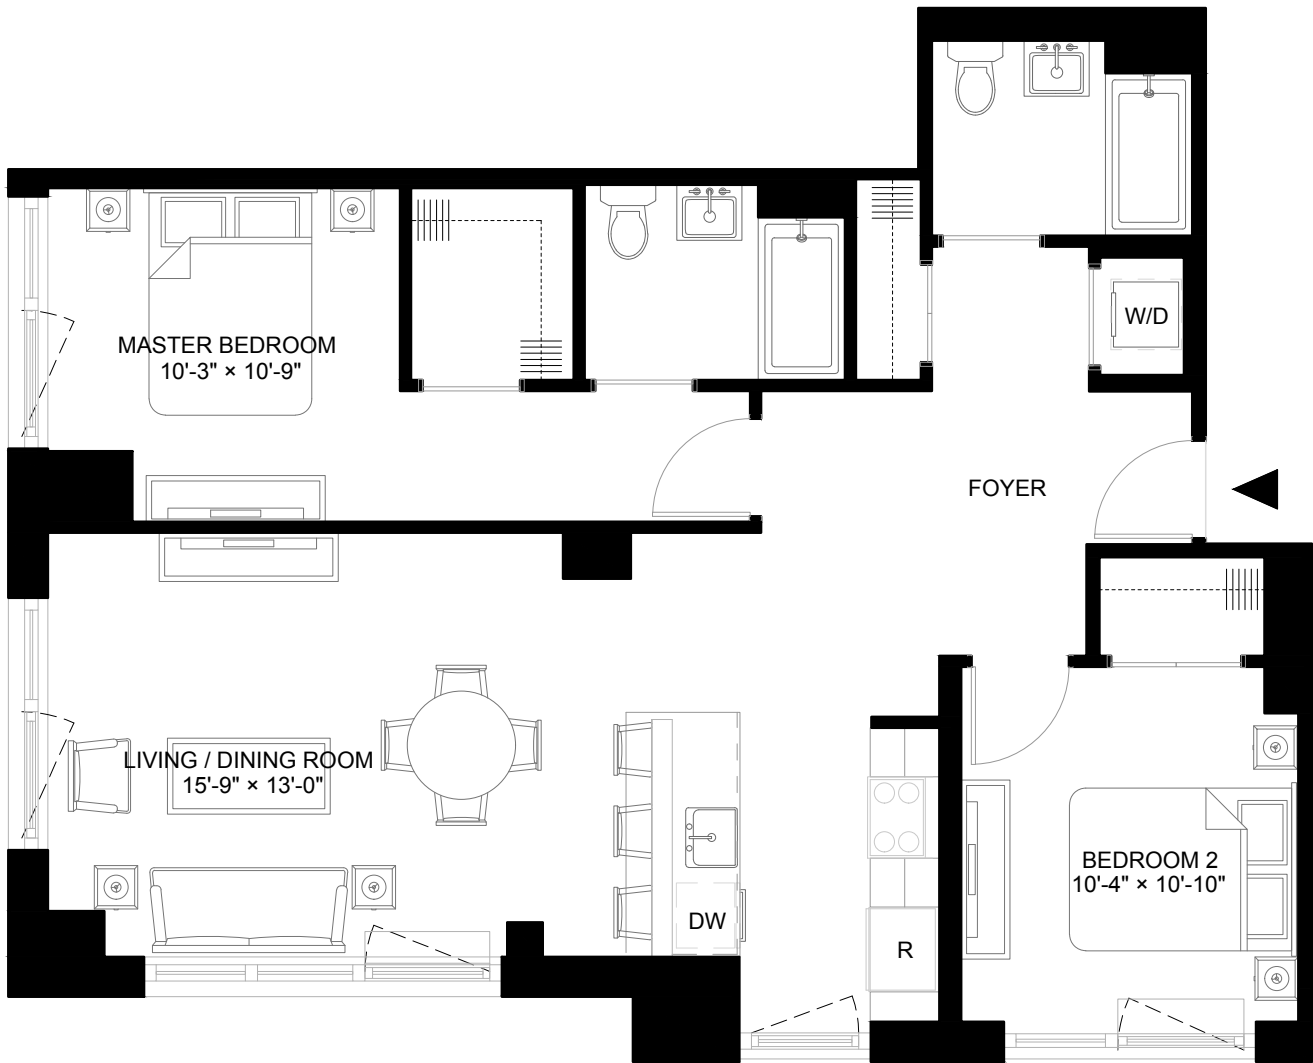 W/D
MASTER BEDROOM
10'-3" × 10'-9"
FOYER
LIVING / DINING ROOM
15'-9" × 13'-0"
BEDROOM 2
10'-4" × 10'-10"
DW
R